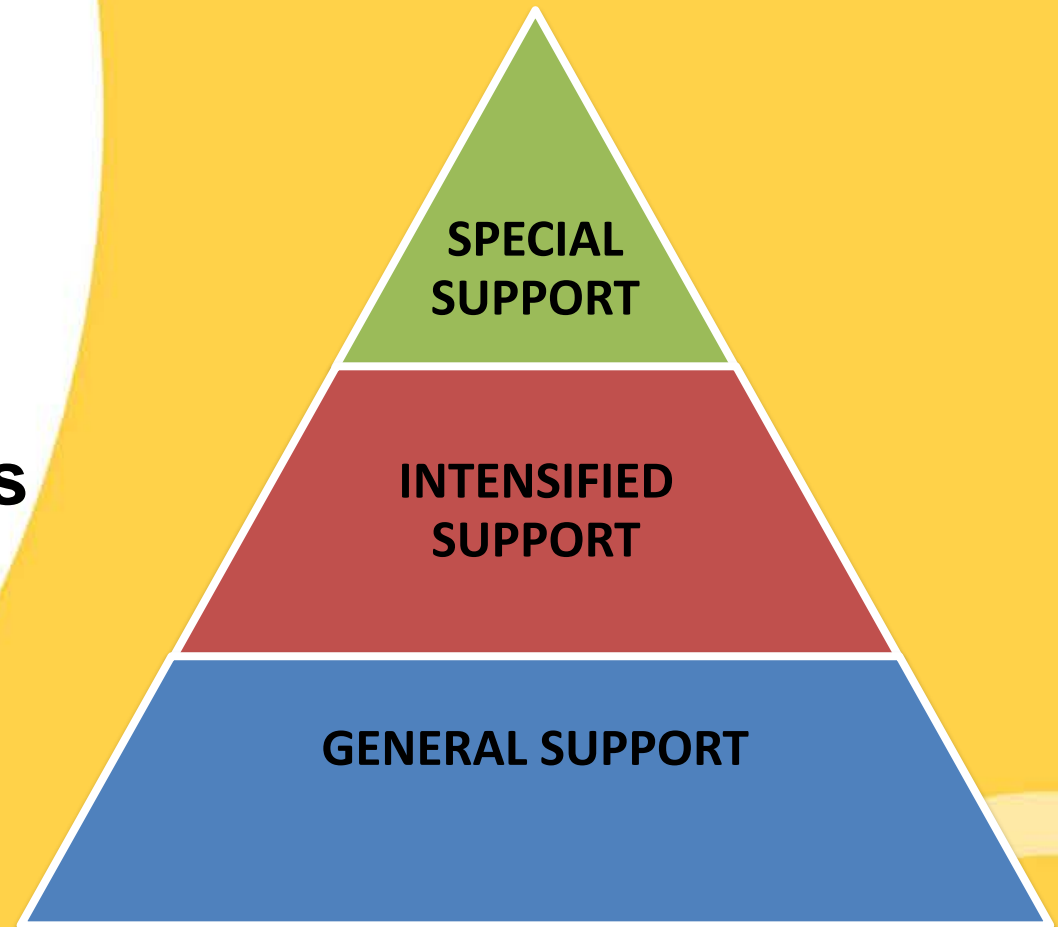 SPECIAL
SUPPORT
s
INTENSIFIED
SUPPORT
GENERAL SUPPORT